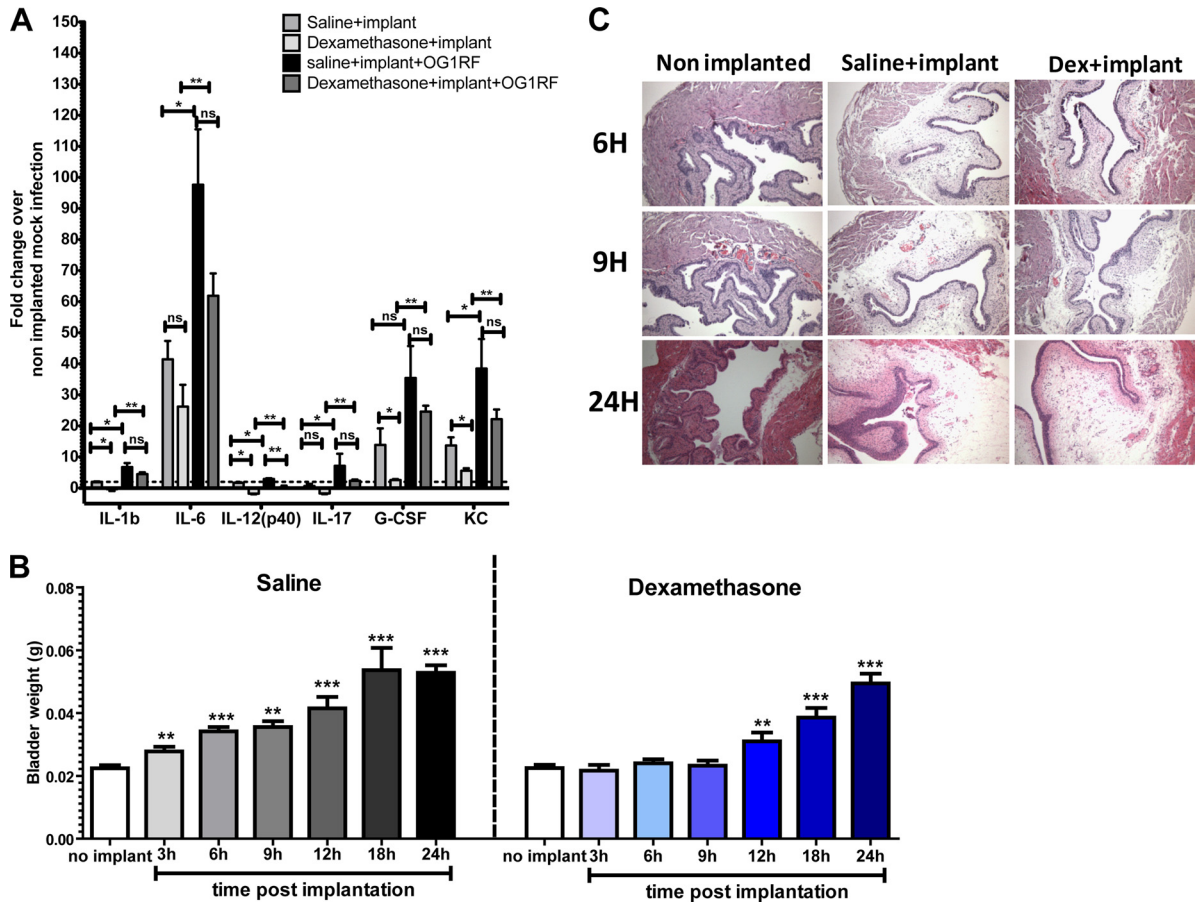 A
150
140
130
120
110
100
90
80
70
60
50
40
30
20
10
0
Fold change over
non implanted mock infection
Saline+implant
Dexamethasone+implant
saline+implant+OG1RF
Dexamethasone+implant+OG1RF
* * ** ns
ns * ** ns
* * ** **
ns * ** ns
ns * ** ns
* * ** ns
IL-1b IL-6 IL-12(p40) IL-17 G-CSF KC
C
Non implanted Saline+implant Dex+implant
6H
9H
24H
B
0.08
0.06
0.04
0.02
0.00
Bladder weight (g)
Saline
** *** ** *** *** ***
no implant 3h 6h 9h 12h 18h 24h
time post implantation
Dexamethasone
** *** ***
no implant 3h 6h 9h 12h 18h 24h
time post implantation